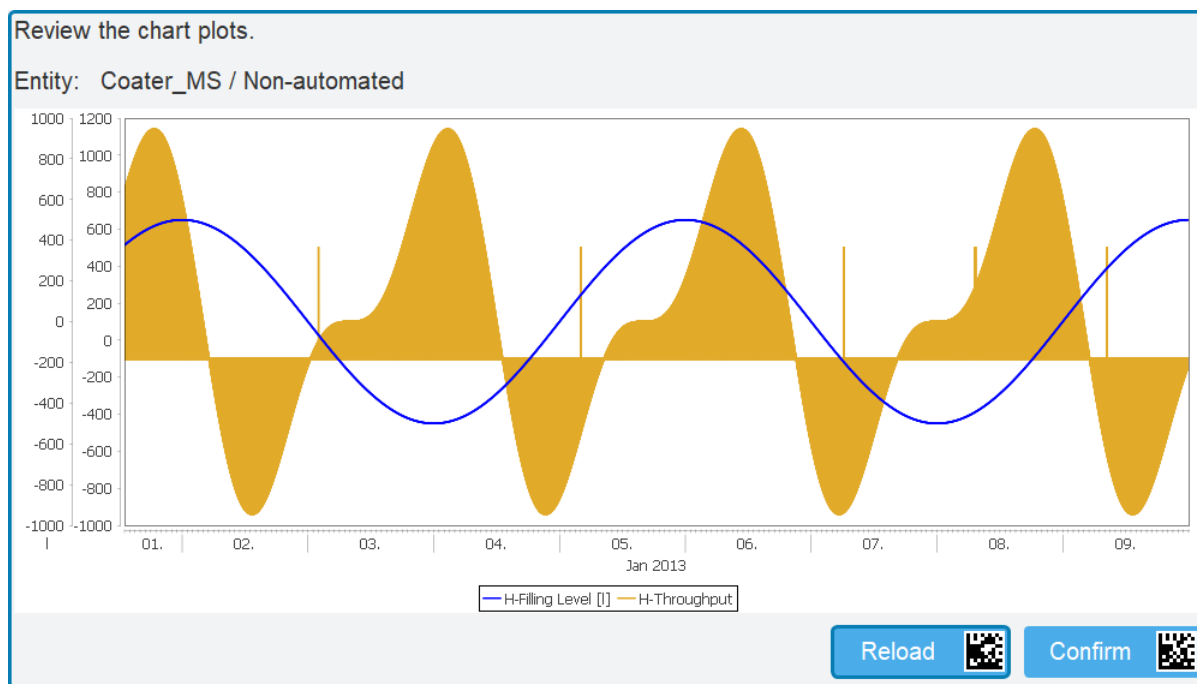 Review the chart plots.
Entity: Coater_MS / Non-automated
1000 1200
800 1000
600 800
400 600
200 400
0 200
-200 0
-400 -200
-600 -400
-800 -600
-1000 -800
-1000
l 01. 02. 03. 04. 05. 06. 07. 08. 09.
Jan 2013
H-Filling Level [l] H-Throughput
Reload Confirm